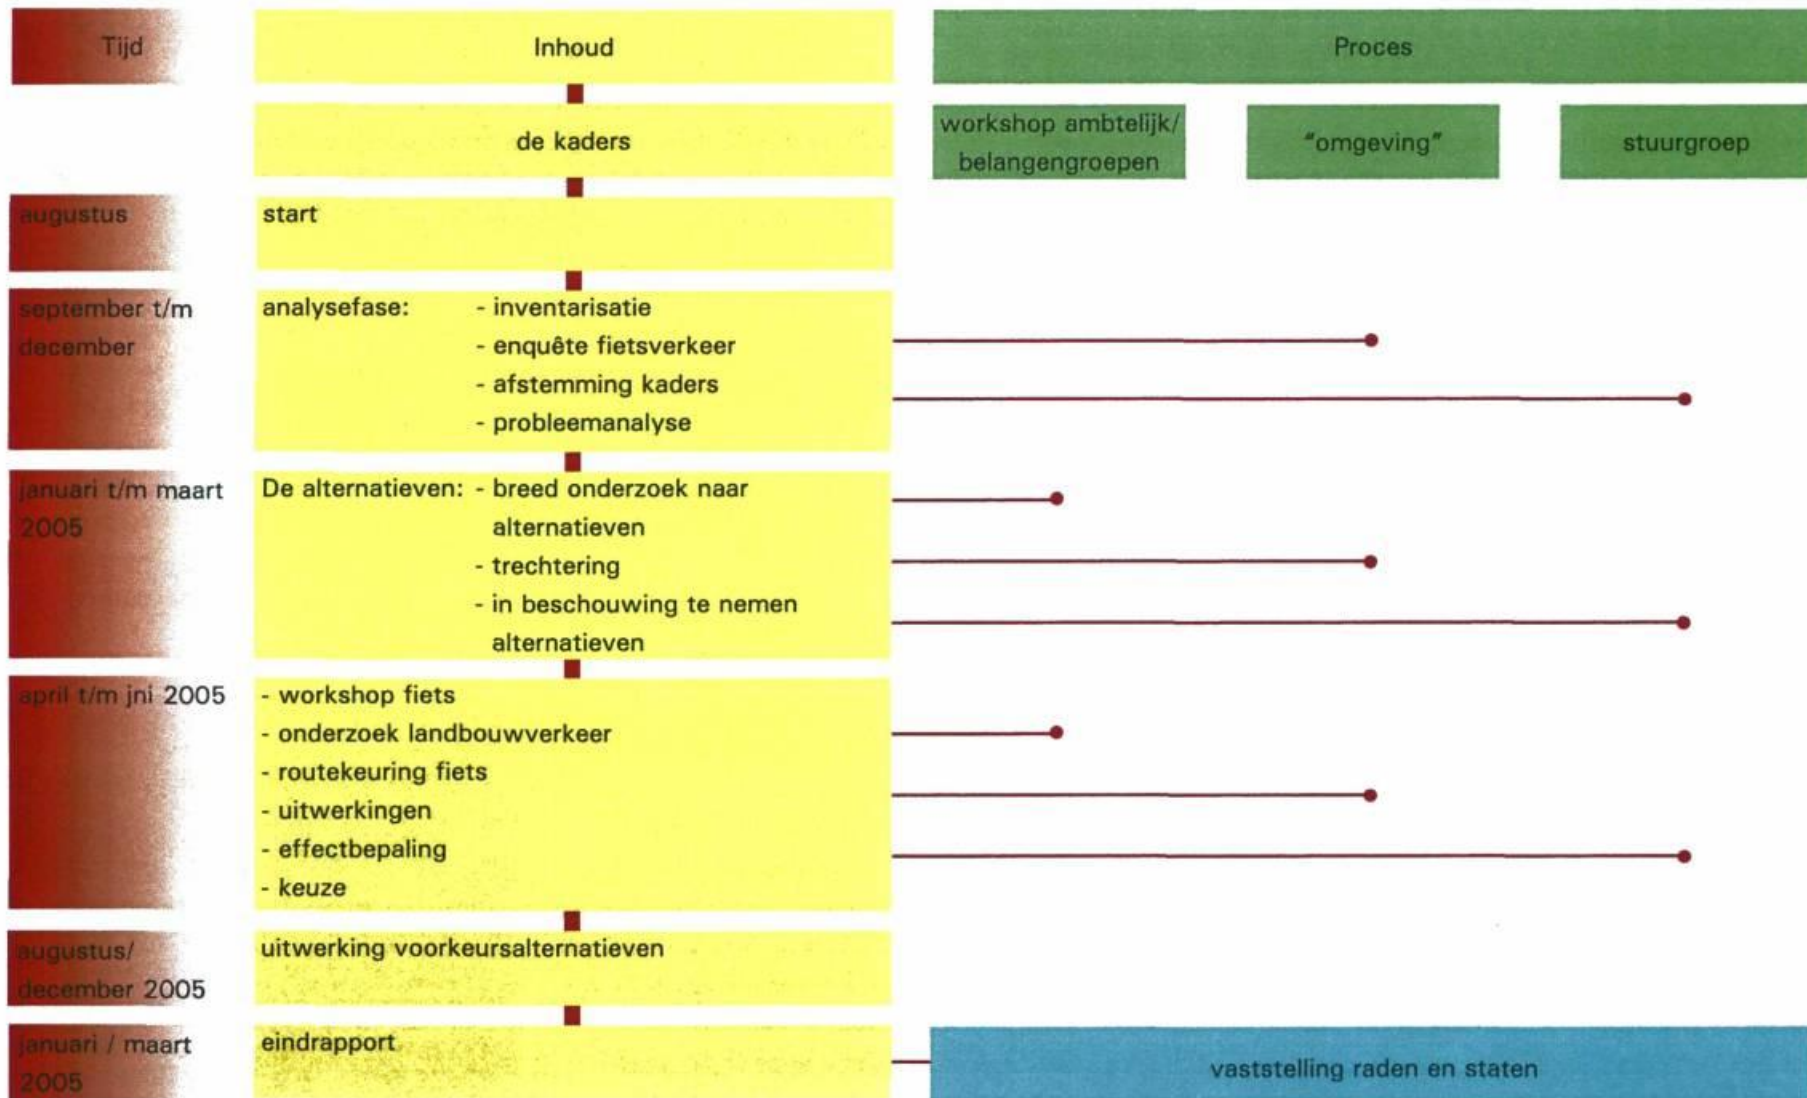 Tijd
Inhoud
Proces
de kaders
workshop ambtelijk/
belangengroepen
"omgeving"
stuurgroep
augustus
start
september t/m
december
analysefase: - inventarisatie
- enquête fietsverkeer
- afstemming kaders
- probleemanalyse
januari t/m maart
2005
De alternatieven: - breed onderzoek naar
alternatieven
- trechtering
- in beschouwing te nemen
alternatieven
april t/m jni 2005
- workshop fiets
- onderzoek landbouwverkeer
- routekeuring fiets
- uitwerkingen
- effectbepaling
- keuze
augustus/
december 2005
uitwerking voorkeursalternatieven
januari / maart
2005
eindrapport
vaststelling raden en staten